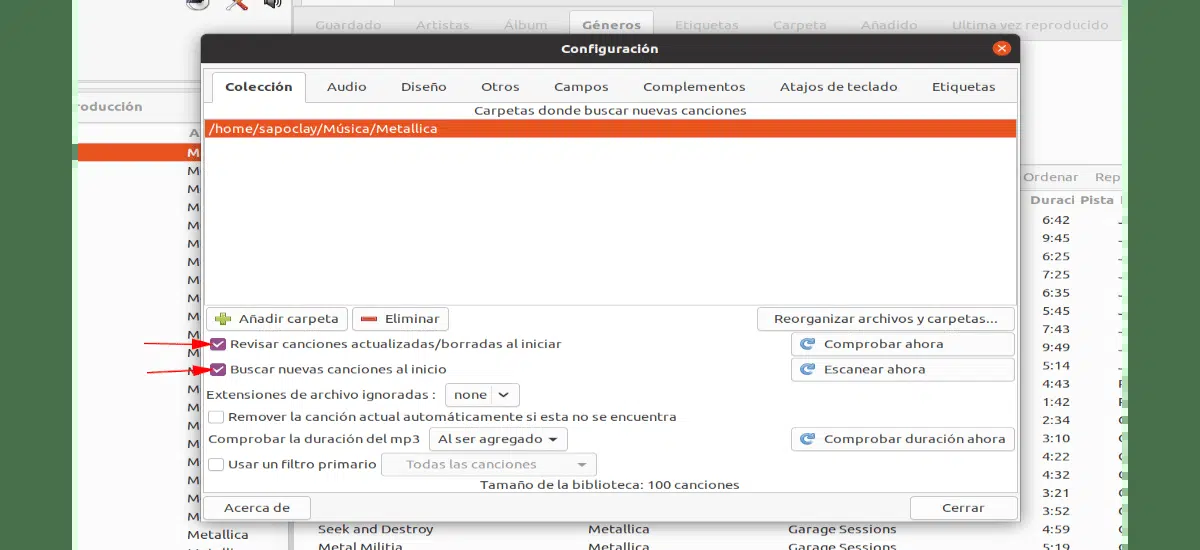 Guardado Artistas Álbum Géneros Etiquetas Carpeta Añadido Ultima vez reproducido
Configuración
Colección Audio Diseño Otros Campos Complementos Atajos de teclado Etiquetas
Carpetas donde buscar nuevas canciones
/home/sapoclay/Música/Metallica
Ordenar
Duraci Pista
6:42
9:45
6:25
7:25
6:35
5:45
7:43
9:49
5:14
4:43
1:42
2:34
3:10
4:22
4:32
3:21
3:52
Añadir carpeta Eliminar Reorganizar archivos y carpetas...
Revisar canciones actualizadas/borradas al iniciar Comprobar ahora
Buscar nuevas canciones al inicio Escanear ahora
Extensiones de archivo ignoradas : none
Remover la canción actual automáticamente si esta no se encuentra
Comprobar la duración del mp3 Al ser agregado Comprobar duración ahora
Usar un filtro primario Todas las canciones
Tamaño de la biblioteca: 100 canciones
Acerca de Cerrar
Metallica
Seek and Destroy Metallica Garage Sessions 4:59
Metal Militia Metallica Garage Sessions 5:19